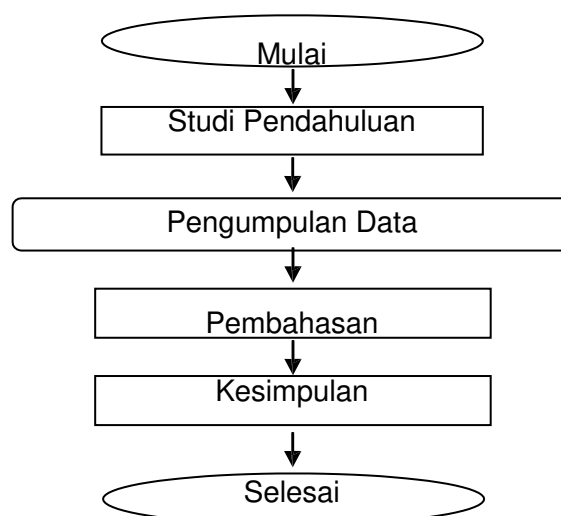 Mulai
Studi Pendahuluan
Pengumpulan Data
Pembahasan
Kesimpulan
Selesai